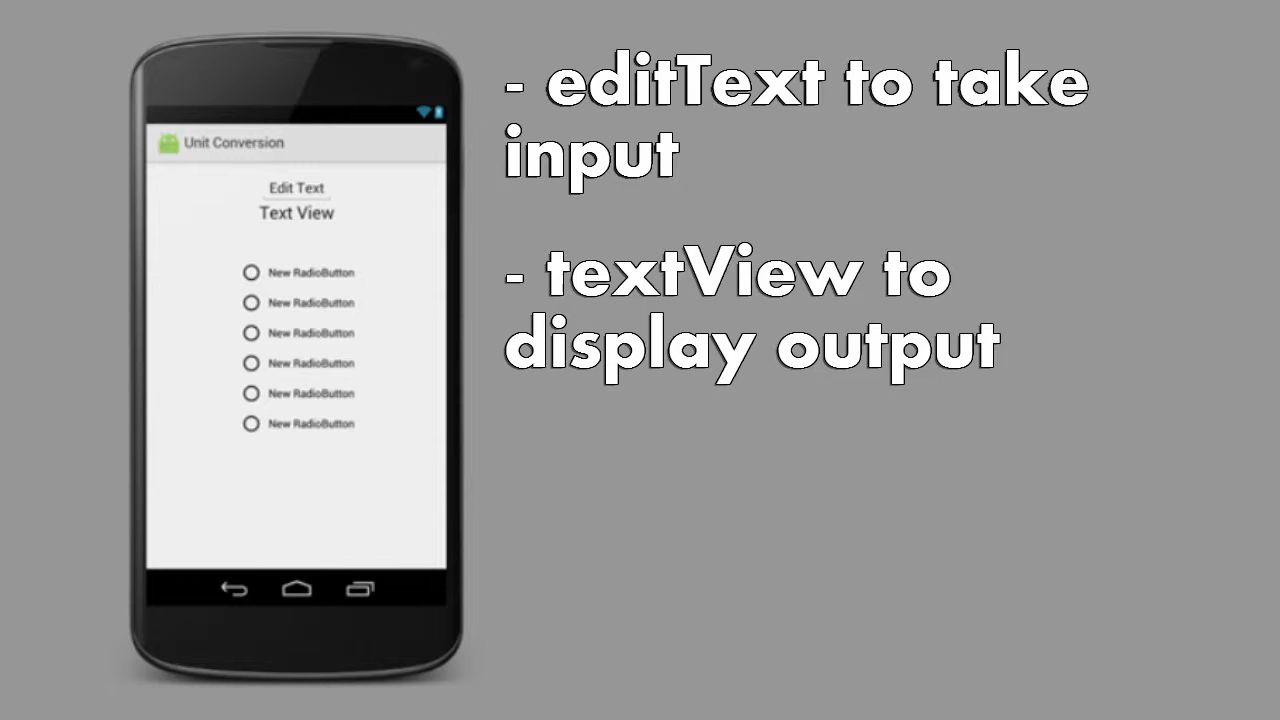 - editText to take
input
- textView to
display output
Unit Conversion
Edit Text
Text View
New RadioButton
New RadioButton
New RadioButton
New RadioButton
New RadioButton
New RadioButton